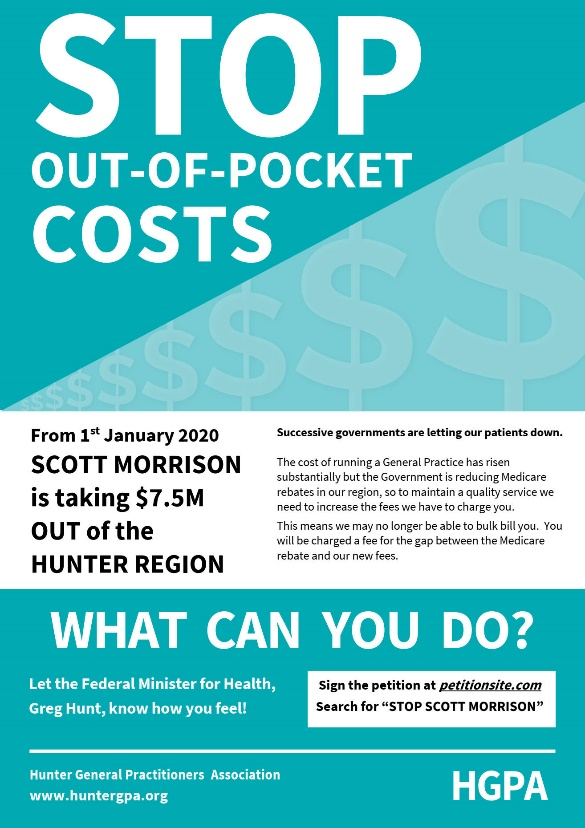 STOP
OUT-OF-POCKET
COSTS
From 1st January 2020
SCOTT MORRISON
is taking $7.5M
OUT of the
HUNTER REGION
Successive governments are letting our patients down.
The cost of running a General Practice has risen
substantially but the Government is reducing Medicare
rebates in our region, so to maintain a quality service we
need to increase the fees we have to charge you.
This means we may no longer be able to bulk bill you. You
will be charged a fee for the gap between the Medicare
rebate and our new fees.
WHAT CAN YOU DO?
Let the Federal Minister for Health,
Greg Hunt, know how you feel!
Sign the petition at petitionsite.com
Search for “STOP SCOTT MORRISON”
Hunter General Practitioners Association
www.huntergpa.org
HGPA